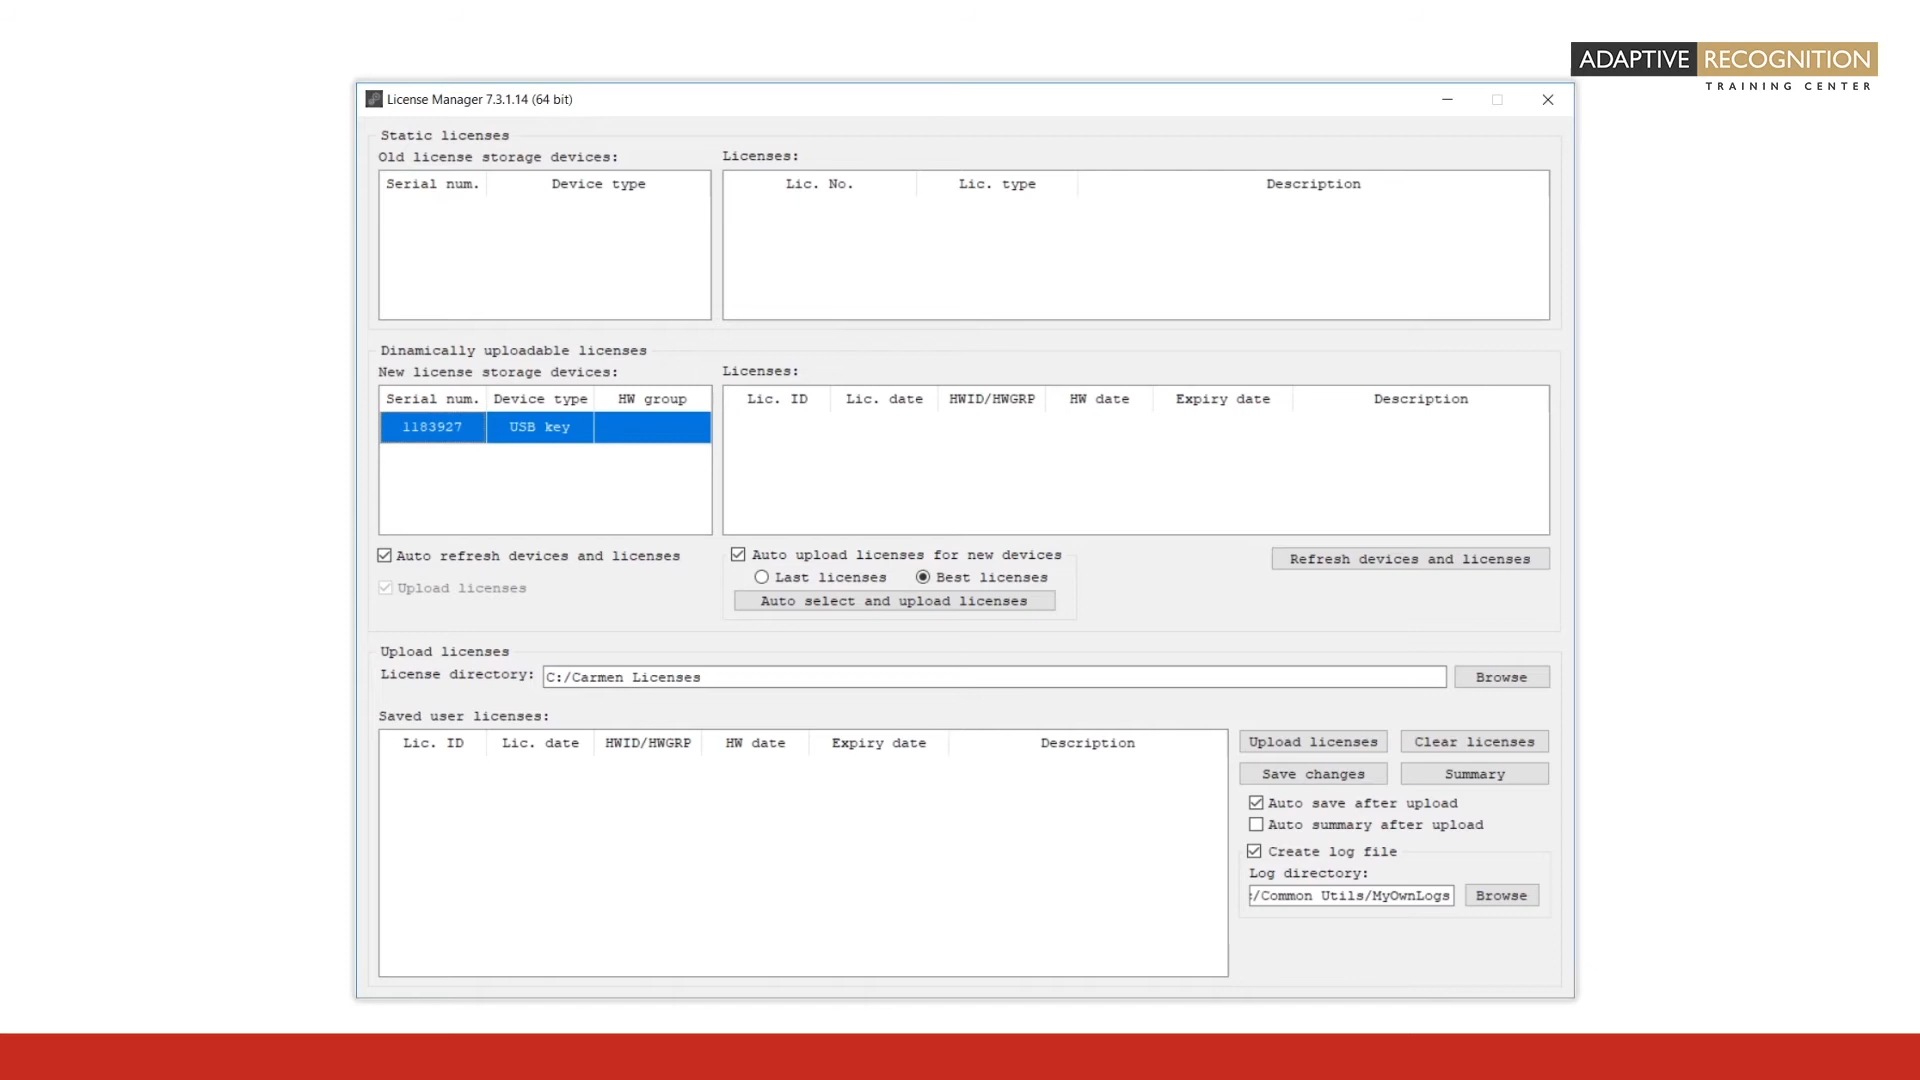 ADAPTIVE RECOGNITION
TRAINING CENTER
License Manager 7.3.1.14 (64 bit)
Static licenses
Old license storage devices:
Licenses:
Serial num. Device type
Lic. No. Lic. type Description
Dinamically uploadable licenses
New license storage devices:
Licenses:
Serial num. Device type HW group
Lic. ID Lic. date HWID/HWGRP HW date Expiry date Description
1183927 USB key
Auto refresh devices and licenses
Upload licenses
Auto upload licenses for new devices
Last licenses Best licenses
Auto select and upload licenses
Refresh devices and licenses
Upload licenses
License directory: C:/Carmen Licenses Browse
Saved user licenses:
Lic. ID Lic. date HWID/HWGRP HW date Expiry date Description
Upload licenses Clear licenses
Save changes Summary
Auto save after upload
Auto summary after upload
Create log file
Log directory:
:/Common Utils/MyOwnLogs Browse